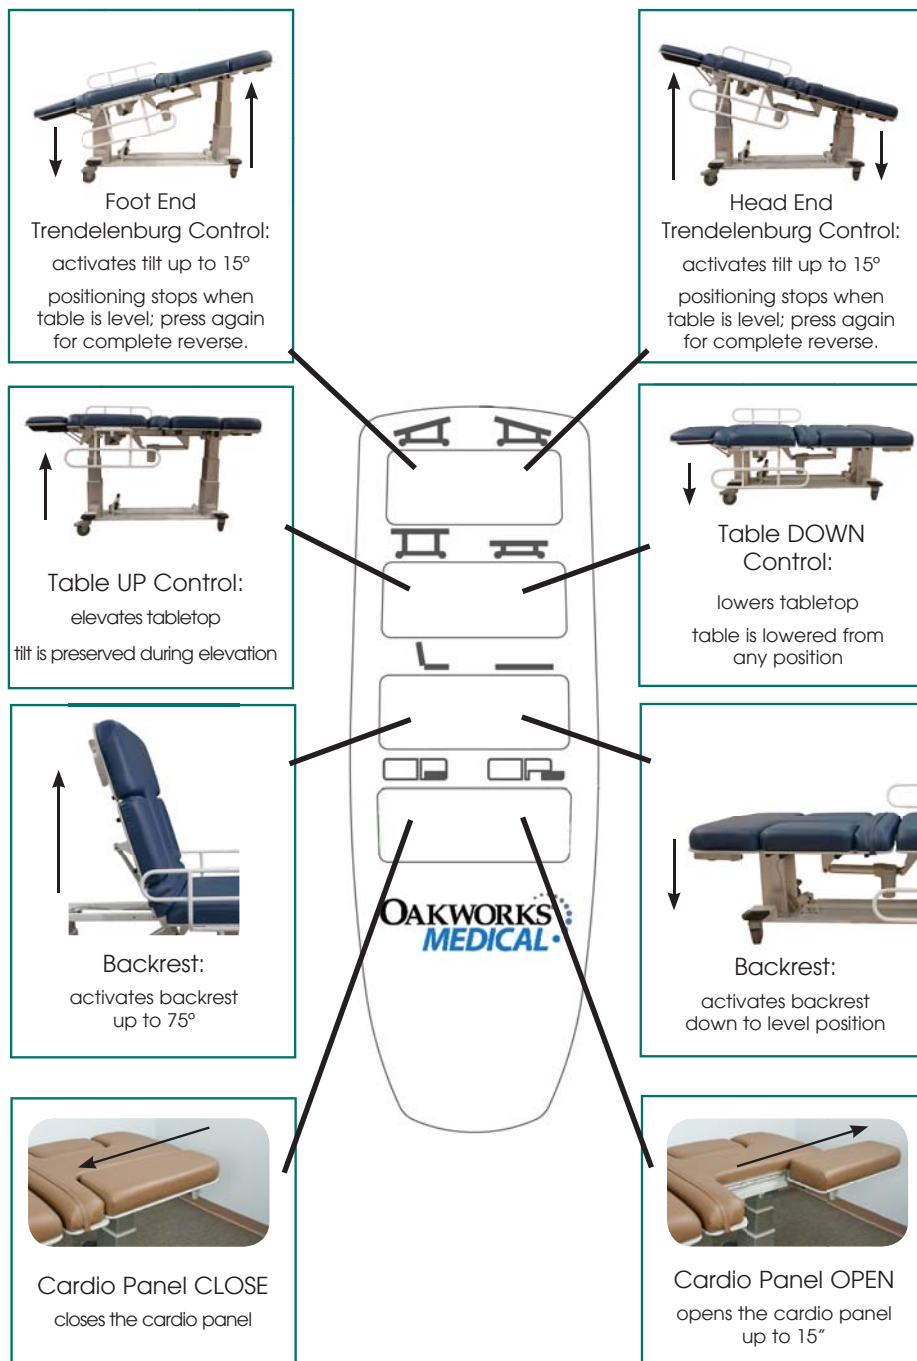 Foot End
Trendelenburg Control:
activates tilt up to 15º
positioning stops when
table is level; press again
for complete reverse.
Head End
Trendelenburg Control:
activates tilt up to 15º
positioning stops when
table is level; press again
for complete reverse.
Table UP Control:
elevates tabletop
tilt is preserved during elevation
Table DOWN
Control:
lowers tabletop
table is lowered from
any position
Backrest:
activates backrest
up to 75º
OAKWORKS
MEDICAL
Backrest:
activates backrest
down to level position
Cardio Panel CLOSE
closes the cardio panel
Cardio Panel OPEN
opens the cardio panel
up to 15”